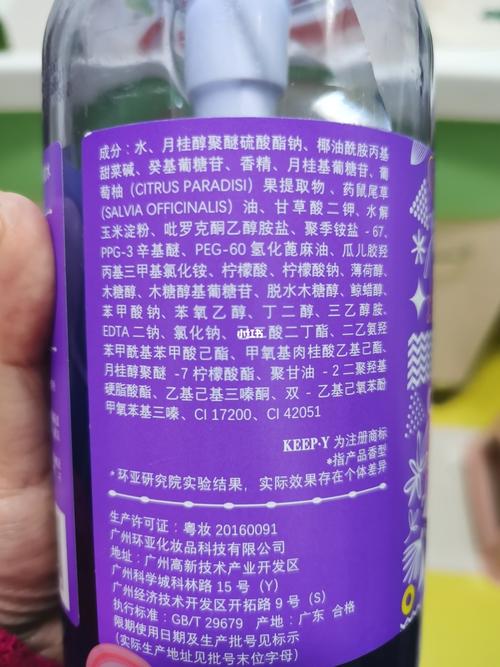 成分：水、月桂醇聚醚硫酸酯钠、椰油酰胺丙基
甜菜碱、癸基葡糖苷、香精、月桂基葡糖苷、葡
萄柚（CITRUS PARADISI）果提取物、药鼠尾草
(SALVIA OFFICINALIS）油、甘草酸二钾、水解
玉米淀粉、吡罗克酮乙醇胺盐、聚季铵盐 - 67、
PPG-3 辛基醚、PEG-60 氢化蓖麻油、瓜儿胶羟
丙基三甲基氯化铵、柠檬酸、柠檬酸钠、薄荷醇、
木糖醇、木糖醇基葡糖苷、脱水木糖醇、鲸蜡醇、
苯甲酸钠、苯氧乙醇、丁二醇、三乙醇胺、
EDTA 二钠、氯化钠、小红书 酸二丁酯、二乙氨羟
苯甲酰基苯甲酸己酯、甲氧基肉桂酸乙基己酯、
月桂醇聚醚 -7 柠檬酸酯、聚甘油 - 2 二聚羟基
硬脂酸酯、乙基己基三嗪酮、双 - 乙基己氧苯酚
甲氧苯基三嗪、CI 17200、CI 42051
KEEP·Y 为注册商标
*指产品香型
*环亚研究院实验结果，实际效果存在个体差异
生产许可证：粤妆 20160091
广州环亚化妆品科技有限公司
地址：广州高新技术产业开发区
广州科学城科林路 15 号（Y）
广州经济技术开发区开拓路 9 号（S）
执行标准：GB/T 29679 产地：广东 合格
限期使用日期及生产批号见标示
(实际生产地址见批号末位字母)